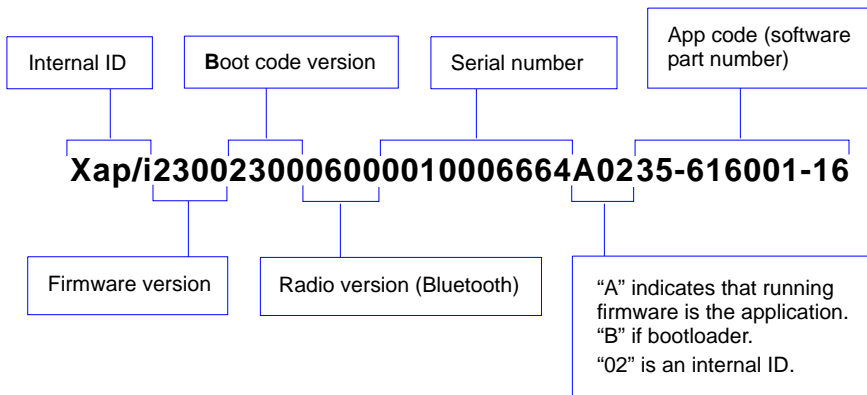 Internal ID
Boot code version
Serial number
App code (software
part number)
Xap/i2300230006000010006664A0235-616001-16
Firmware version
Radio version (Bluetooth)
“A” indicates that running
firmware is the application.
“B” if bootloader.
“02” is an internal ID.